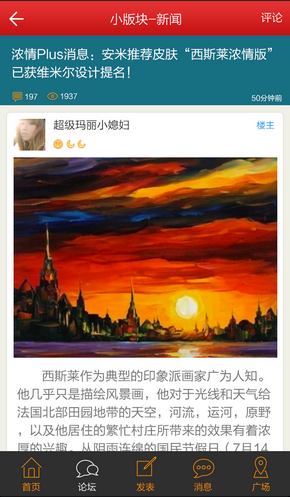 小版块-新闻
评论
浓情Plus消息：安米推荐皮肤“西斯莱浓情版”
已获维米尔设计提名！
197
1937
50分钟前
超级玛丽小媳妇
楼主
西斯莱作为典型的印象派画家广为人知。
他几乎只是描绘风景画，他对于光线和天气给
法国北部田园地带的天空，河流，运河，原野
，以及他居住的繁忙村庄所带来的效果有着浓
厚的兴趣。从阴雨连绵的国民节假日（7月14
首页
论坛
发表
消息
广场